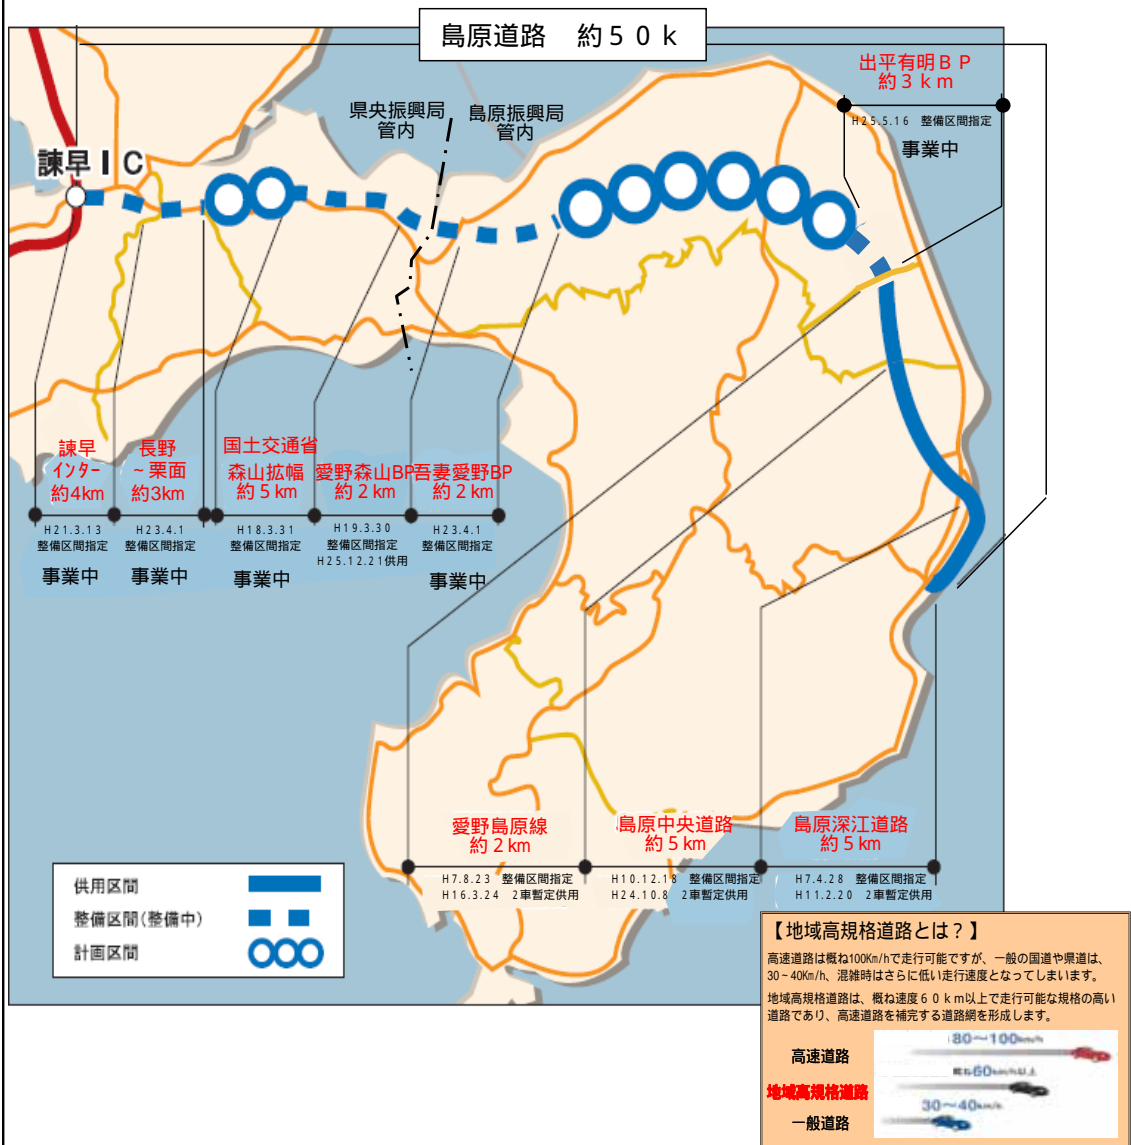 島原道路　約５０ｋ
出平有明ＢＰ
約３ｋｍ
H25.5.16　整備区間指定
事業中
県央振興局
管内
島原振興局
管内
諫早ＩＣ
諫早
インター
約4km
H21.3.13
整備区間指定
事業中
長野
～栗面
約3km
H23.4.1
整備区間指定
事業中
国土交通省
森山拡幅
約５km
H18.3.31
整備区間指定
事業中
愛野森山BP
約２km
H19.3.30
整備区間指定
H25.12.21供用
吾妻愛野BP
約２km
H23.4.1
整備区間指定
事業中
愛野島原線
約２km
H7.8.23　整備区間指定
H16.3.24　2車暫定供用
島原中央道路
約５km
H10.12.18　整備区間指定
H24.10.8　2車暫定供用
島原深江道路
約５km
H7.4.28　整備区間指定
H11.2.20　2車暫定供用
供用区間
整備区間(整備中)
計画区間
【地域高規格道路とは？】
高速道路は概ね100Km/hで走行可能ですが、一般の国道や県道は、
30～40Km/h、混雑時はさらに低い走行速度となってしまいます。
地域高規格道路は、概ね速度６０ｋｍ以上で走行可能な規格の高い
道路であり、高速道路を補完する道路網を形成します。
高速道路
80～100km/h
地域高規格道路
概ね60km/h以上
一般道路
30～40km/h